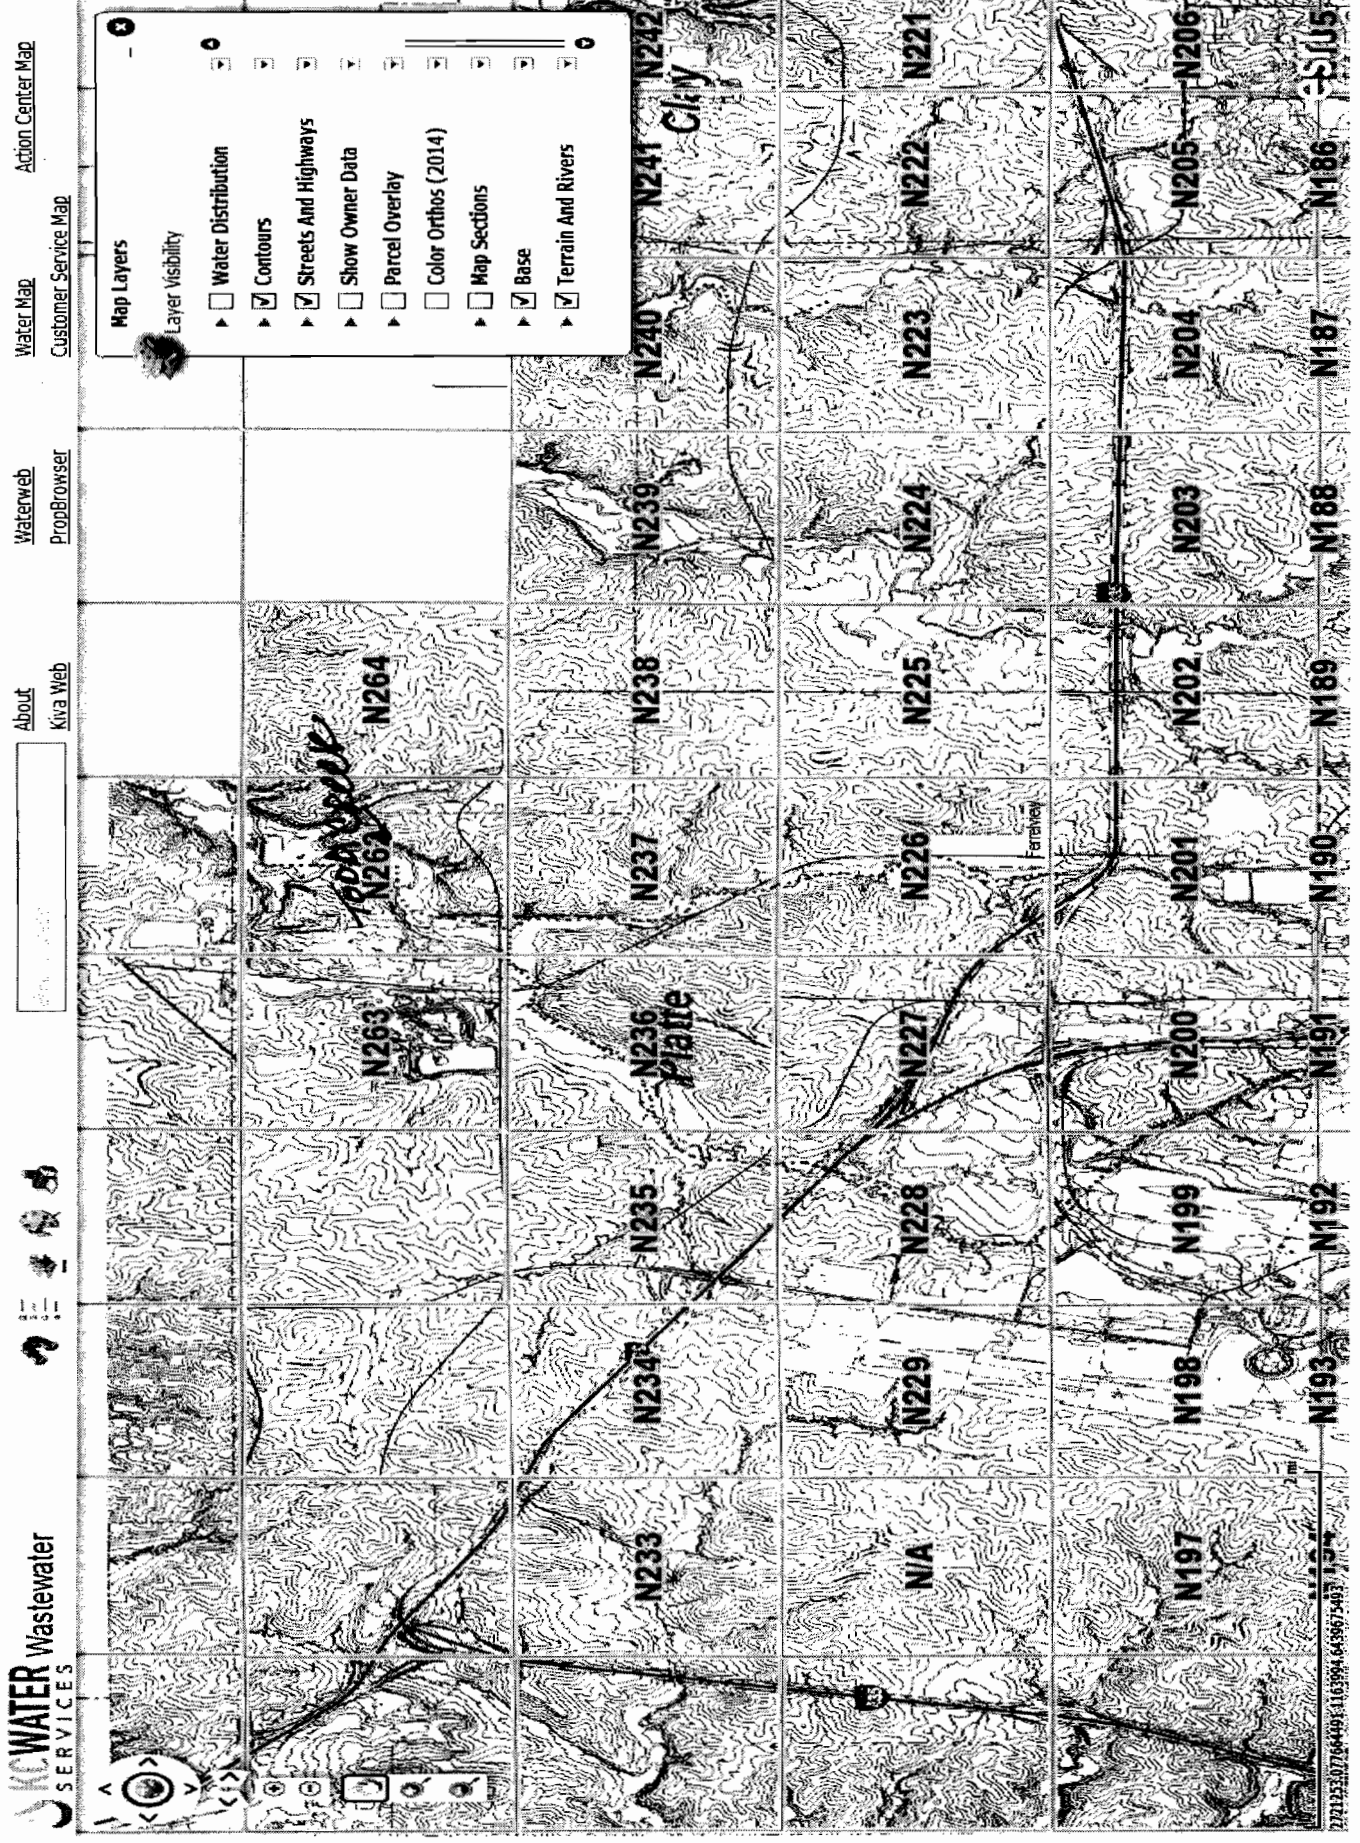 KCWATER Wastewater
SERVICES
About
Waterweb
Water Map
Action Center Map
Kiva Web
PropBrowser
Customer Service Map
Map Layers
Layer Visibility
Water Distribution
Contours
Streets And Highways
Show Owner Data
Parcel Overlay
Color Orthos (2014)
Map Sections
Base
Terrain And Rivers
Todd Creek
N263
N262
N264
N233
N234
N235
N236
N237
N238
N239
N240
N241
N242
Platte
Clay
N/A
N229
N228
N227
N226
N225
N224
N223
N222
N221
Ferrelview
N197
N198
N199
N200
N201
N202
N203
N204
N205
N206
2 mi
N193
N192
N191
N190
N189
N188
N187
N186
esri